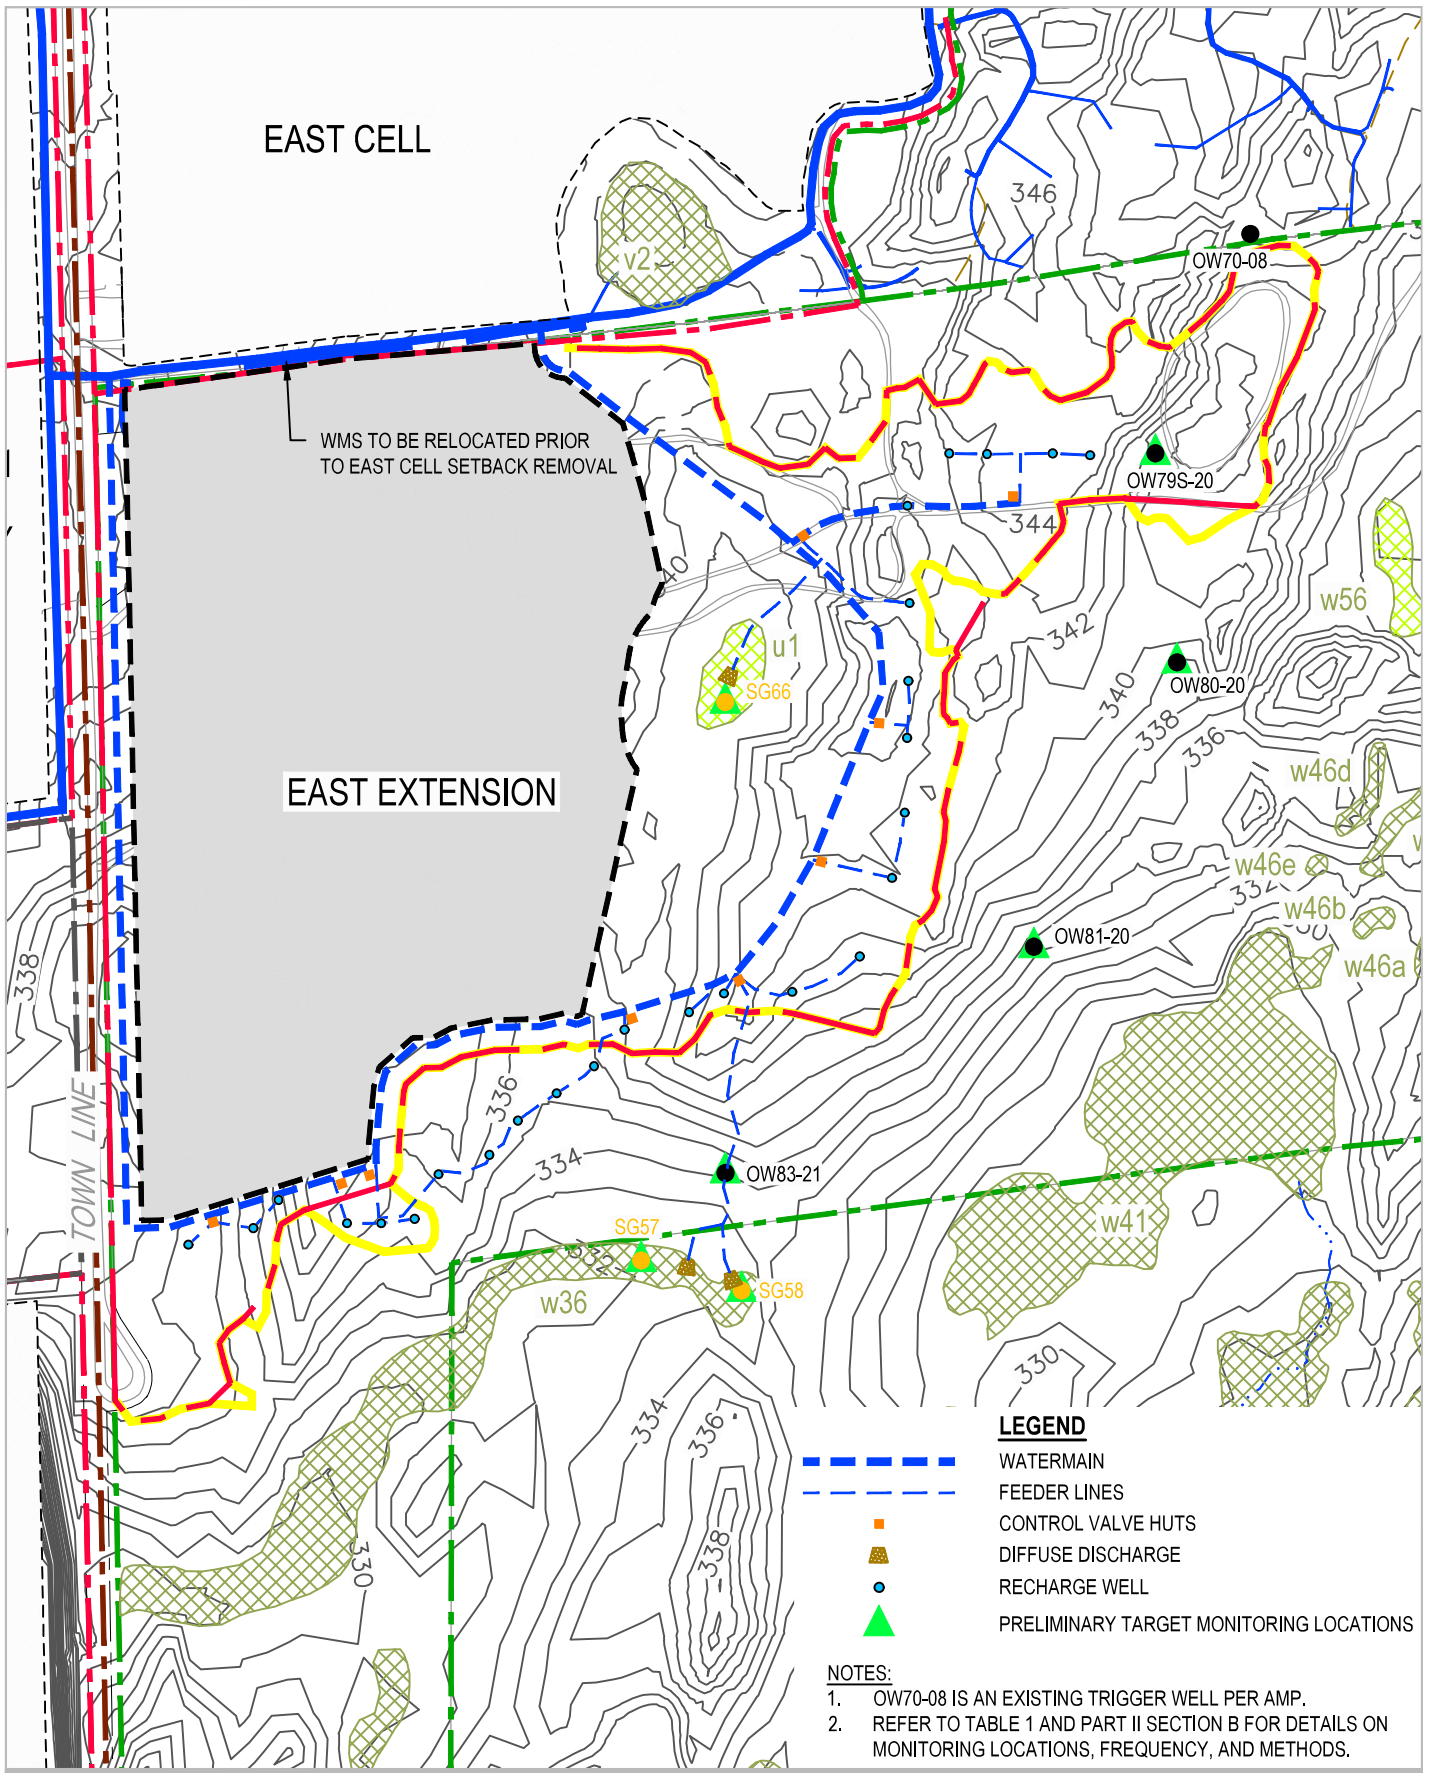 EAST CELL
346
v2
OW70-08
WMS TO BE RELOCATED PRIOR
TO EAST CELL SETBACK REMOVAL
OW79S-20
344
40
w56
u1
342
SG66
OW80-20
340
338
336
EAST EXTENSION
w46d
w46e
332
w46b
OW81-20
w46a
338
TOWN LINE
336
334
OW83-21
SG57
w41
332
SG58
w36
330
334
336
338
330
LEGEND
WATERMAIN
FEEDER LINES
CONTROL VALVE HUTS
DIFFUSE DISCHARGE
RECHARGE WELL
PRELIMINARY TARGET MONITORING LOCATIONS
NOTES:
1. OW70-08 IS AN EXISTING TRIGGER WELL PER AMP.
2. REFER TO TABLE 1 AND PART II SECTION B FOR DETAILS ON
MONITORING LOCATIONS, FREQUENCY, AND METHODS.